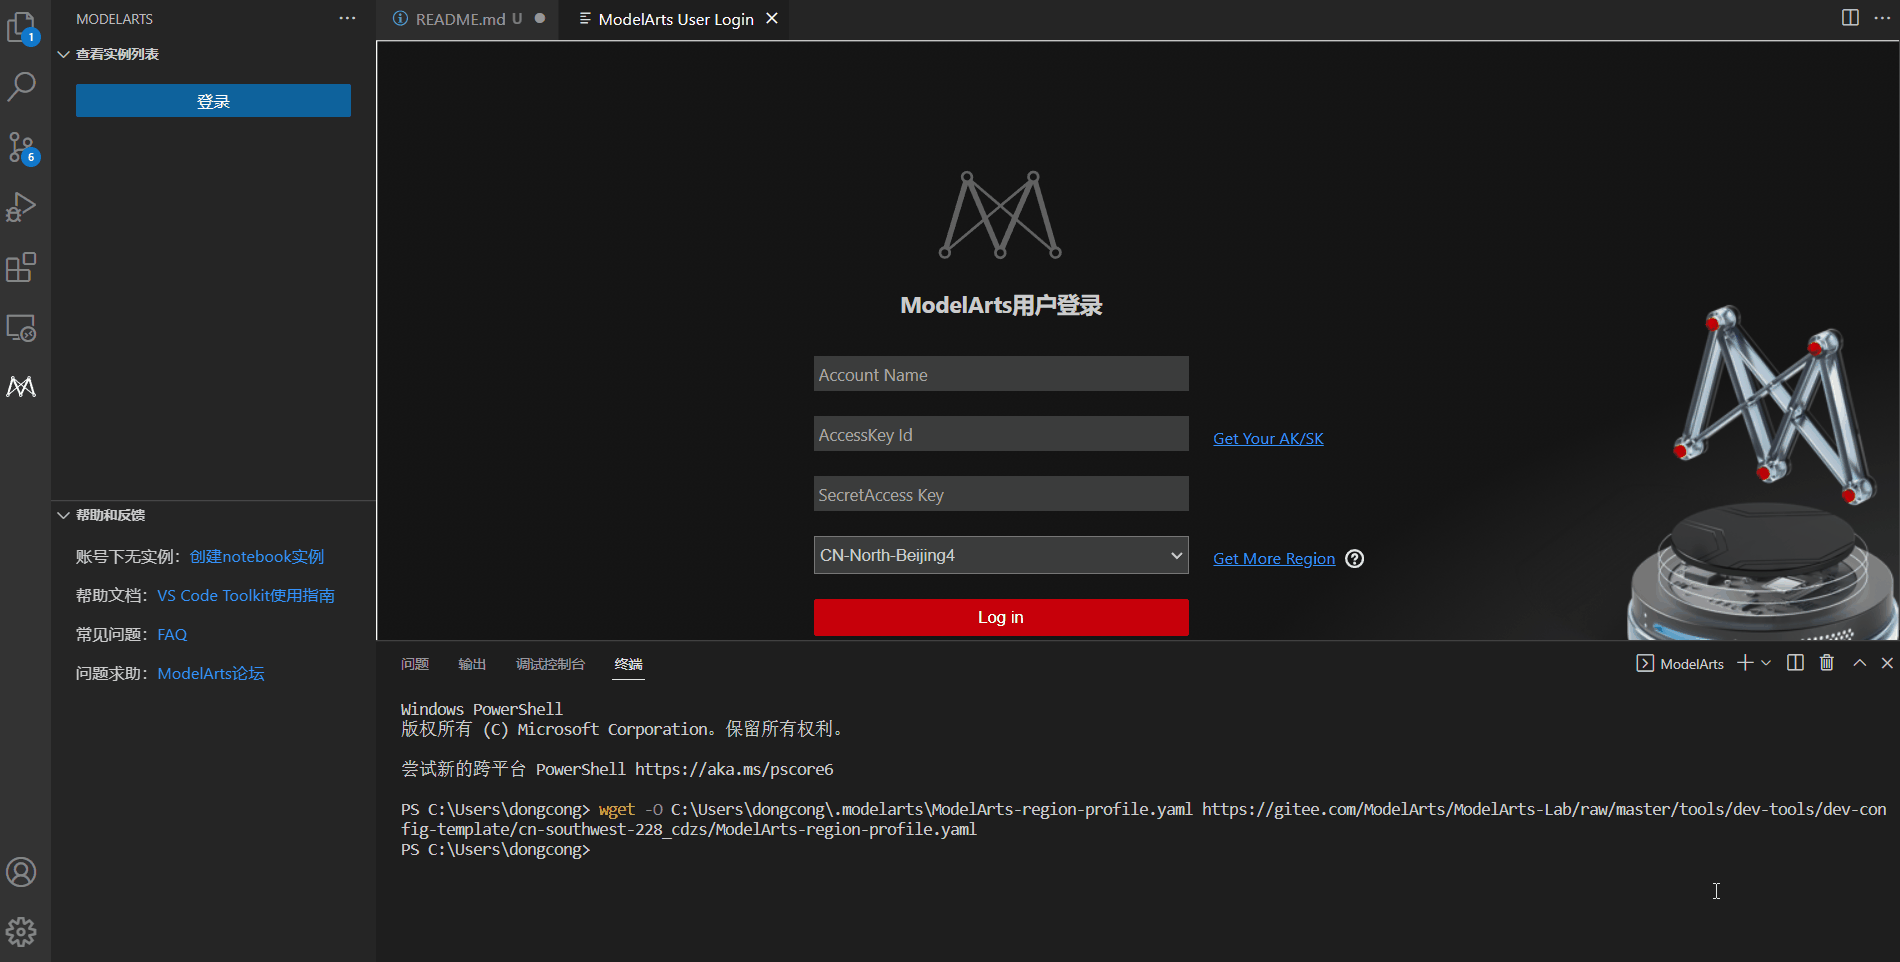 MODELARTS
README.md U
ModelArts User Login
1
查看实例列表
登录
6
ModelArts用户登录
Account Name
AccessKey Id
Get Your AK/SK
SecretAccess Key
CN-North-Beijing4
Get More Region
Log in
帮助和反馈
账号下无实例：创建notebook实例
帮助文档：VS Code Toolkit使用指南
常见问题：FAQ
问题求助：ModelArts论坛
问题 输出 调试控制台 终端
ModelArts
Windows PowerShell
版权所有 (C) Microsoft Corporation。保留所有权利。
尝试新的跨平台 PowerShell https://aka.ms/pscore6
PS C:\Users\dongcong> wget -O C:\Users\dongcong\.modelarts\ModelArts-region-profile.yaml https://gitee.com/ModelArts/ModelArts-Lab/raw/master/tools/dev-tools/dev-con
fig-template/cn-southwest-228_cdzs/ModelArts-region-profile.yaml
PS C:\Users\dongcong>